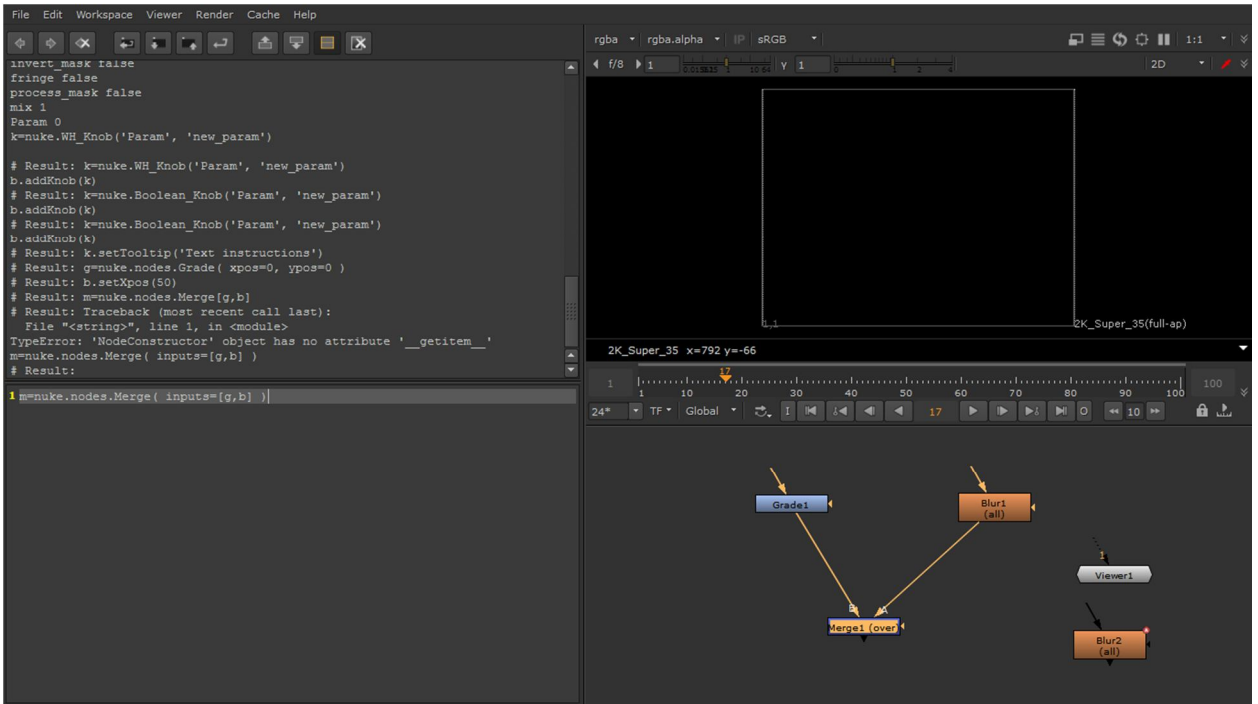 File Edit Workspace Viewer Render Cache Help
invert_mask false
fringe false
process_mask false
mix 1
Param 0
k=nuke.WH_Knob('Param', 'new_param')
# Result: k=nuke.WH_Knob('Param', 'new_param')
b.addKnob(k)
# Result: k=nuke.Boolean_Knob('Param', 'new_param')
b.addKnob(k)
# Result: k=nuke.Boolean_Knob('Param', 'new_param')
b.addKnob(k)
# Result: k.setTooltip('Text instructions')
# Result: g=nuke.nodes.Grade( xpos=0, ypos=0 )
# Result: b.setXpos(50)
# Result: m=nuke.nodes.Merge[g,b]
# Result: Traceback (most recent call last):
File "<string>", line 1, in <module>
TypeError: 'NodeConstructor' object has no attribute '__getitem__'
m=nuke.nodes.Merge( inputs=[g,b] )
# Result:
1 m=nuke.nodes.Merge( inputs=[g,b] )
rgba rgba.alpha IP sRGB 1:1
f/8 1 Y 1 2D
1,1 2K_Super_35(full-ap)
2K_Super_35 x=792 y=-66
17
1 100
1 10 20 30 40 50 60 70 80 90 100
24* TF Global I 17 O 10
Grade1
Blur1
(all)
1
Viewer1
B A
Merge1 (over)
Blur2
(all)